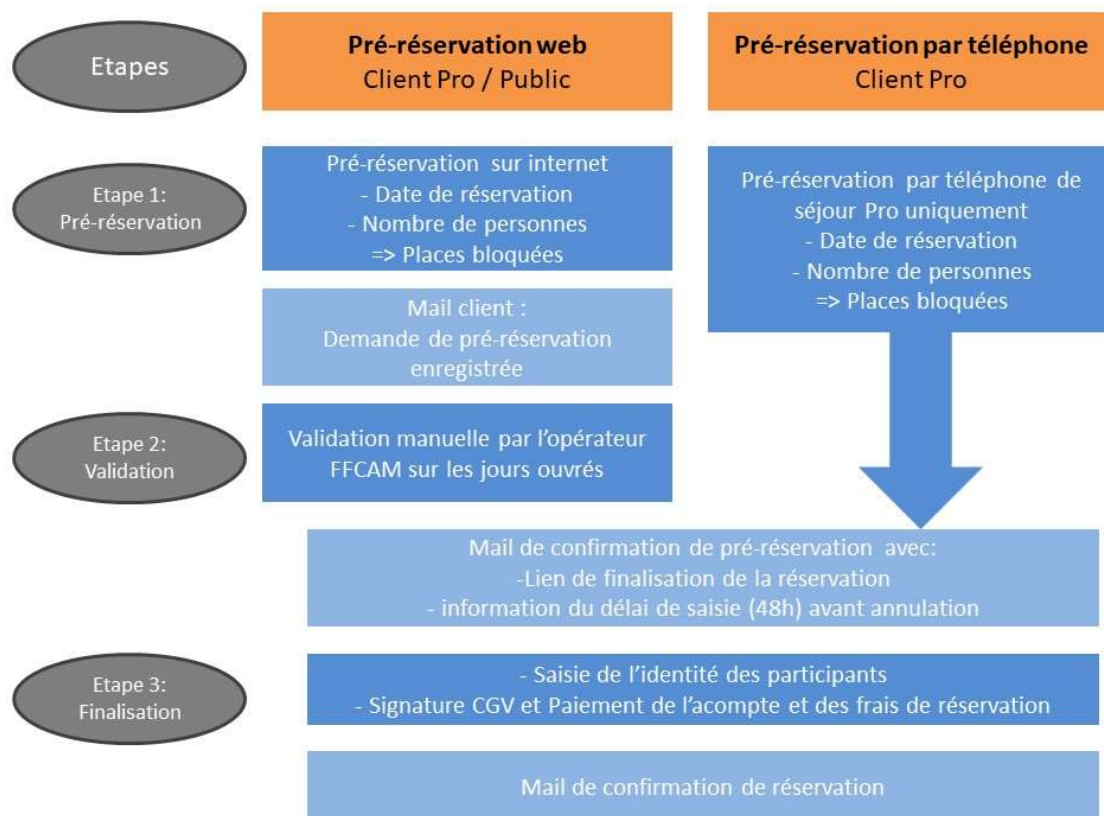 Etapes
Pré-réservation web
Client Pro / Public
Pré-réservation par téléphone
Client Pro
Etape 1:
Pré-réservation
Pré-réservation sur internet
- Date de réservation
- Nombre de personnes
=> Places bloquées
Pré-réservation par téléphone de
séjour Pro uniquement
- Date de réservation
- Nombre de personnes
=> Places bloquées
Mail client :
Demande de pré-réservation
enregistrée
Etape 2:
Validation
Validation manuelle par l'opérateur
FFCAM sur les jours ouvrés
Mail de confirmation de pré-réservation avec:
-Lien de finalisation de la réservation
- information du délai de saisie (48h) avant annulation
Etape 3:
Finalisation
- Saisie de l'identité des participants
- Signature CGV et Paiement de l'acompte et des frais de réservation
Mail de confirmation de réservation